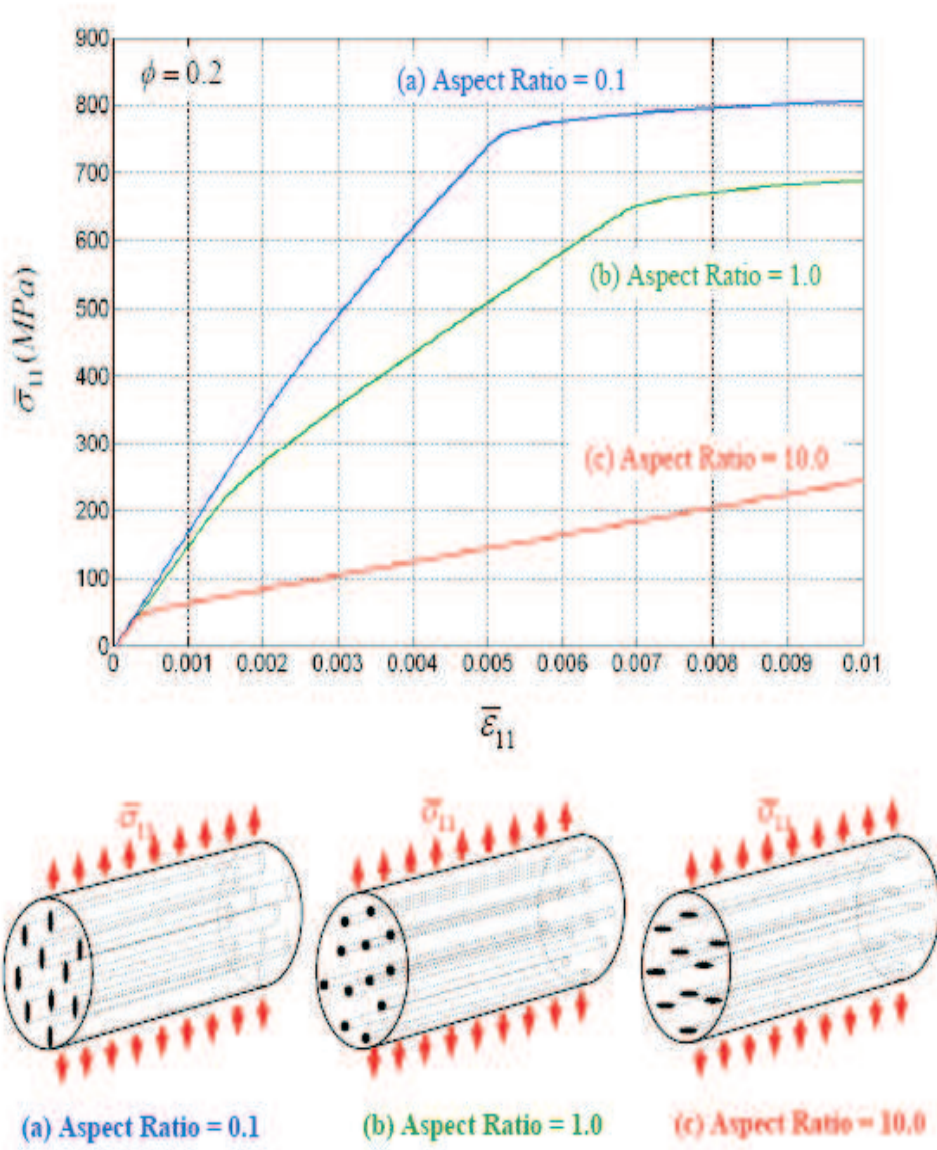 900
800
700
600
500
400
300
200
100
0
ϕ = 0.2
(a) Aspect Ratio = 0.1
(b) Aspect Ratio = 1.0
(c) Aspect Ratio = 10.0
σ̅₁₁ (MPa)
0 0.001 0.002 0.003 0.004 0.005 0.006 0.007 0.008 0.009 0.01
ε̅₁₁
σ̅₁₁ σ̅₁₁ σ̅₁₁
(a) Aspect Ratio = 0.1 (b) Aspect Ratio = 1.0 (c) Aspect Ratio = 10.0